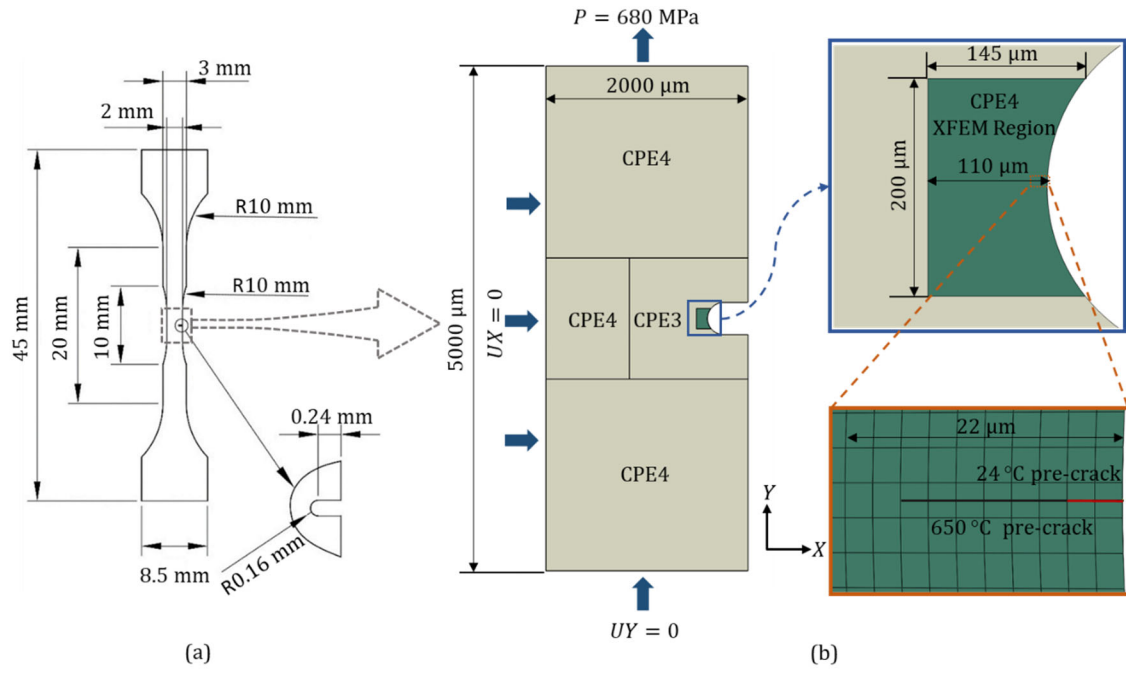 3 mm
2 mm
R10 mm
R10 mm
45 mm
20 mm
10 mm
0.24 mm
8.5 mm
R0.16 mm
(a)
P = 680 MPa
2000 μm
CPE4
UX = 0
5000 μm
CPE4
CPE3
CPE4
UY = 0
145 μm
CPE4
XFEM Region
110 μm
200 μm
22 μm
24 °C pre-crack
650 °C pre-crack
Y
X
(b)